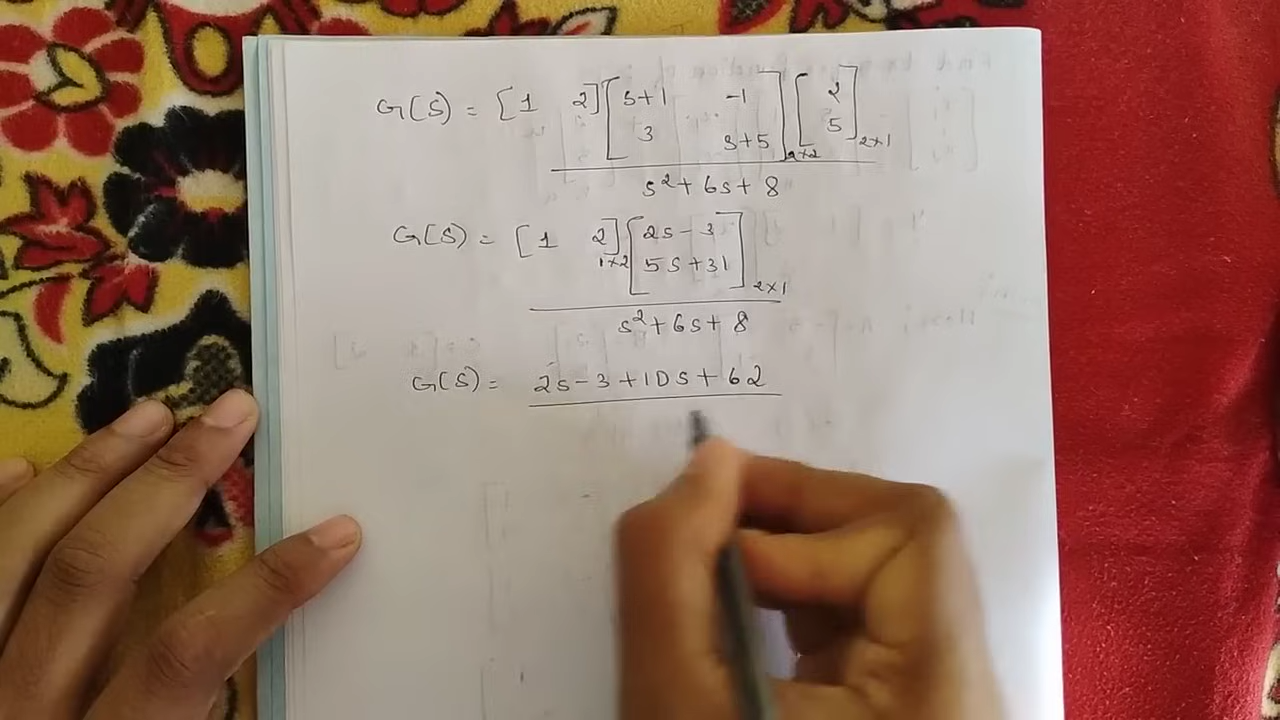 G(S) = [1 2] [s+1 -1
3 s+5]2×2 [2
5]2×1
s²+6s+8
G(S) = [1 2]1×2 [2s-3
5s+31]2×1
s²+6s+8
G(S) = 2s-3+10s+62